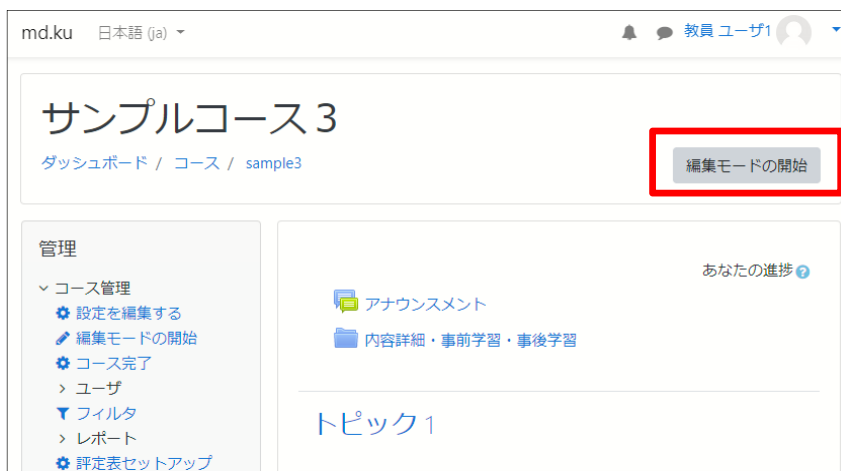 md.ku 日本語 (ja)
教員 ユーザ1
サンプルコース3
ダッシュボード / コース / sample3
編集モードの開始
管理
コース管理
設定を編集する
編集モードの開始
コース完了
ユーザ
フィルタ
レポート
評定表セットアップ
あなたの進捗
アナウンスメント
内容詳細・事前学習・事後学習
トピック1